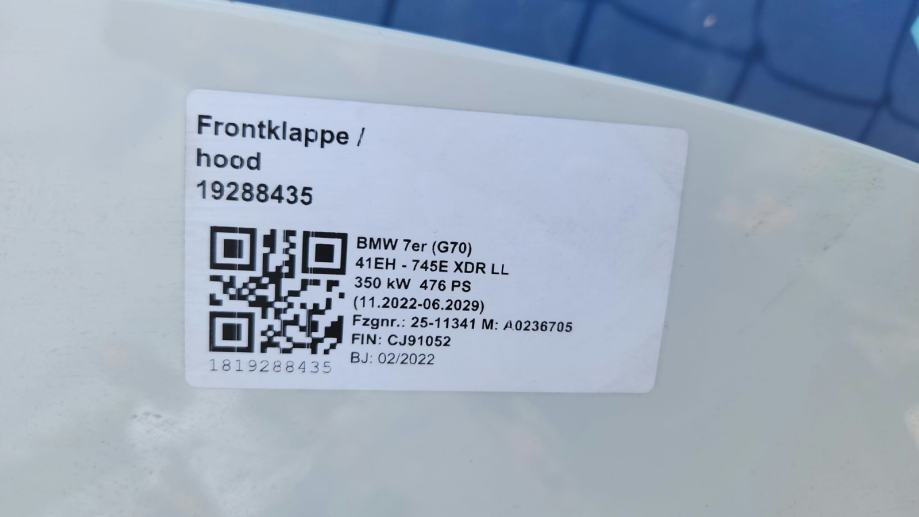 Frontklappe /
hood
19288435
BMW 7er (G70)
41EH - 745E XDR LL
350 kW 476 PS
(11.2022-06.2029)
Fzgnr.: 25-11341 M: A0236705
FIN: CJ91052
BJ: 02/2022
1819288435